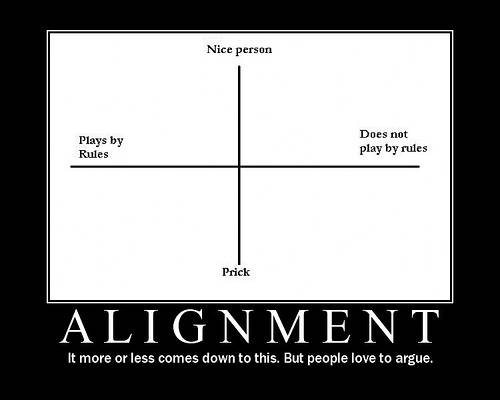 Nice person
Plays by
Rules
Does not
play by rules
Prick
ALIGNMENT
It more or less comes down to this. But people love to argue.